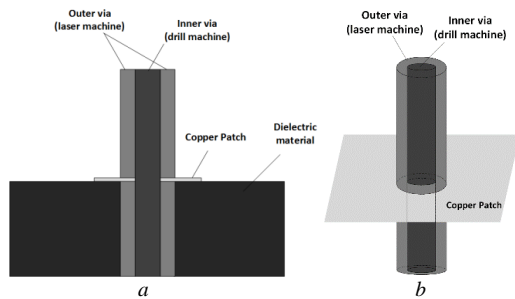 Outer via
(laser machine)
Inner via
(drill machine)
Copper Patch
Dielectric
material
a
Outer via
(laser machine)
Inner via
(drill machine)
Copper Patch
b